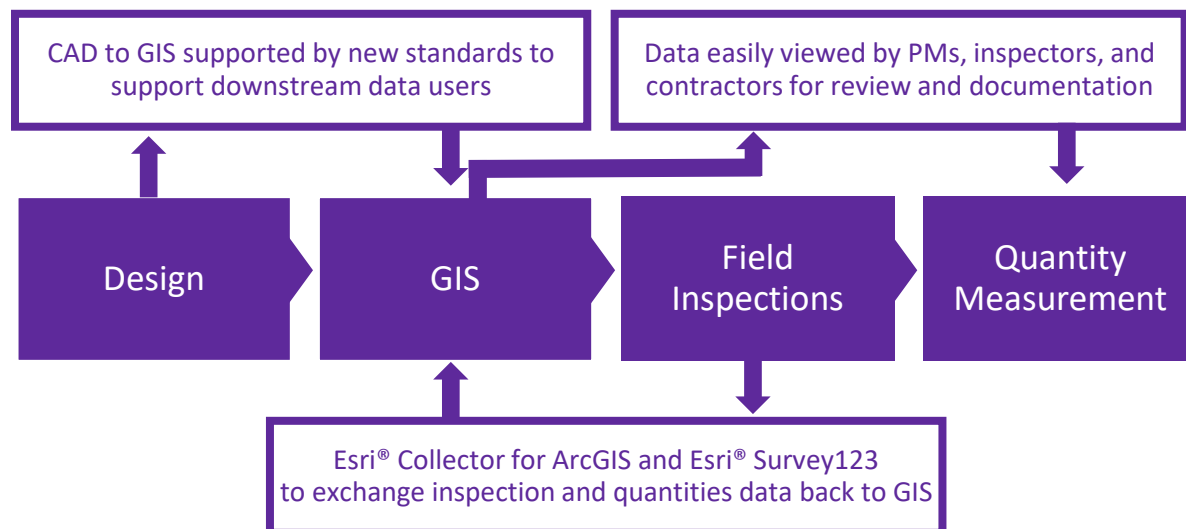 CAD to GIS supported by new standards to
support downstream data users
Data easily viewed by PMs, inspectors, and
contractors for review and documentation
Design
GIS
Field
Inspections
Quantity
Measurement
Esri® Collector for ArcGIS and Esri® Survey123
to exchange inspection and quantities data back to GIS